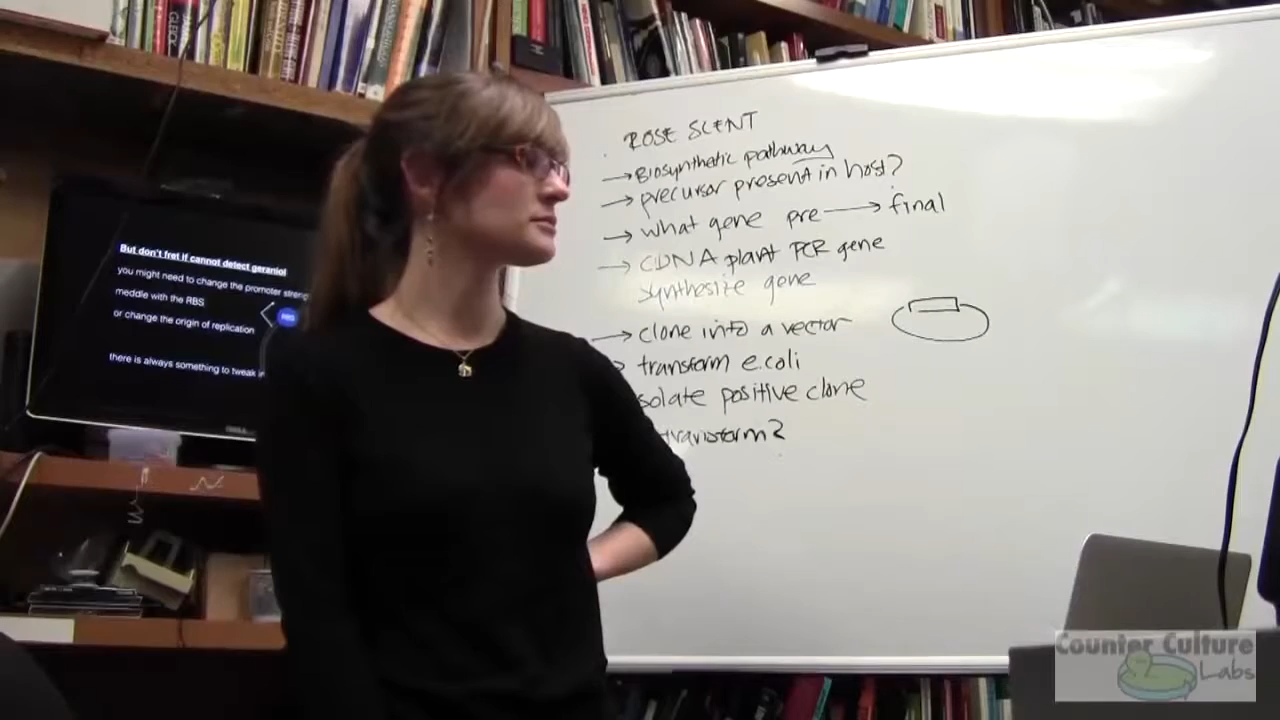 ROSE SCENT
→ Biosynthetic pathway
→ precursor present in host?
→ what gene pre → final
→ CDNA plant PCR gene
synthesize gene
→ clone into a vector
transform e.coli
solate positive clone
transform?
But don't fret if cannot detect geraniol
you might need to change the promoter streng
meddle with the RBS
RBS
or change the origin of replication
there is always something to tweak
DELL
Counter Culture
Labs